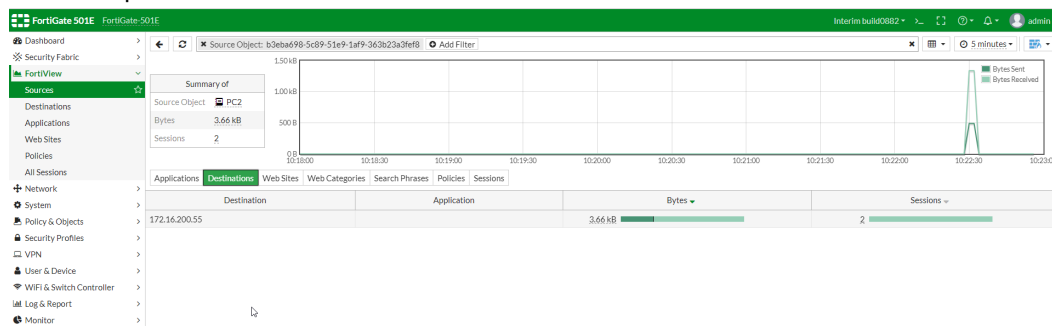 FortiGate 501E FortiGate-501E Interim build0882 >_ admin
Dashboard
Security Fabric
FortiView
Sources
Destinations
Applications
Web Sites
Policies
All Sessions
Network
System
Policy & Objects
Security Profiles
VPN
User & Device
WiFi & Switch Controller
Log & Report
Monitor
Source Object: b3eba698-5c89-51e9-1af9-363b23a3fef8 Add Filter 5 minutes
Summary of
Source Object PC2
Bytes 3.66 kB
Sessions 2
1.50 kB
1.00 kB
500 B
0 B
Bytes Sent
Bytes Received
10:18:00 10:18:30 10:19:00 10:19:30 10:20:00 10:20:30 10:21:00 10:21:30 10:22:00 10:22:30 10:23:0
Applications Destinations Web Sites Web Categories Search Phrases Policies Sessions
Destination Application Bytes Sessions
172.16.200.55 3.66 kB 2